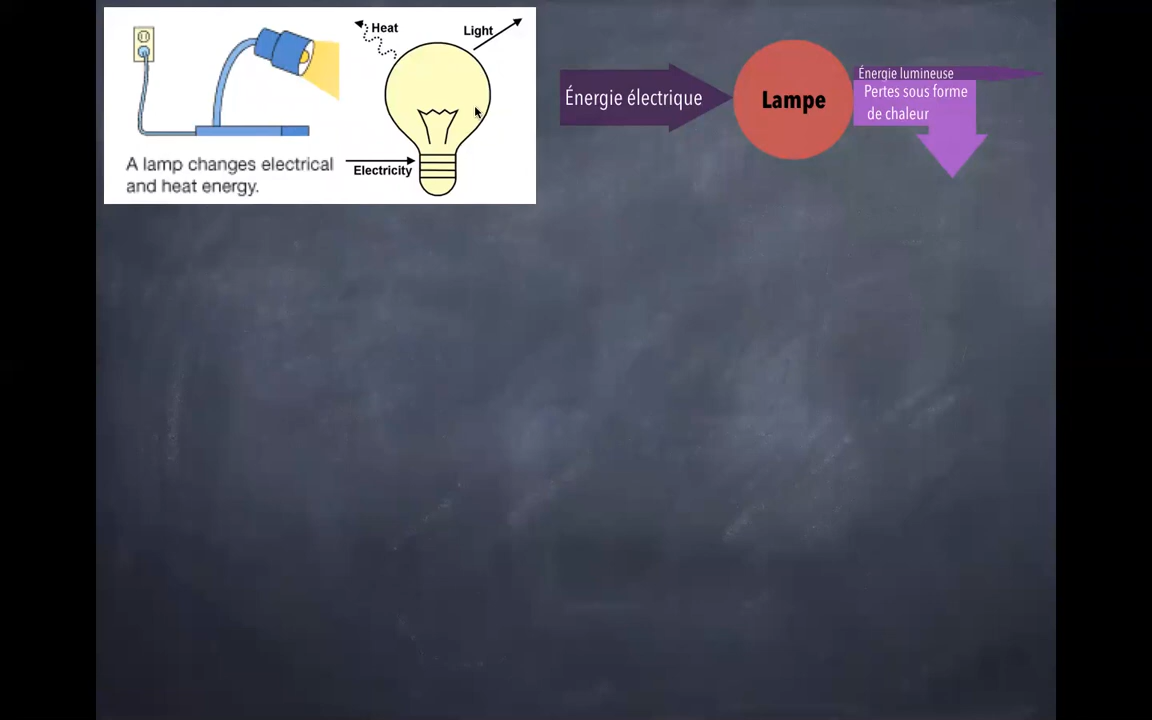 Heat
Light
Electricity
A lamp changes electrical
and heat energy.
Énergie électrique
Lampe
Énergie lumineuse
Pertes sous forme
de chaleur